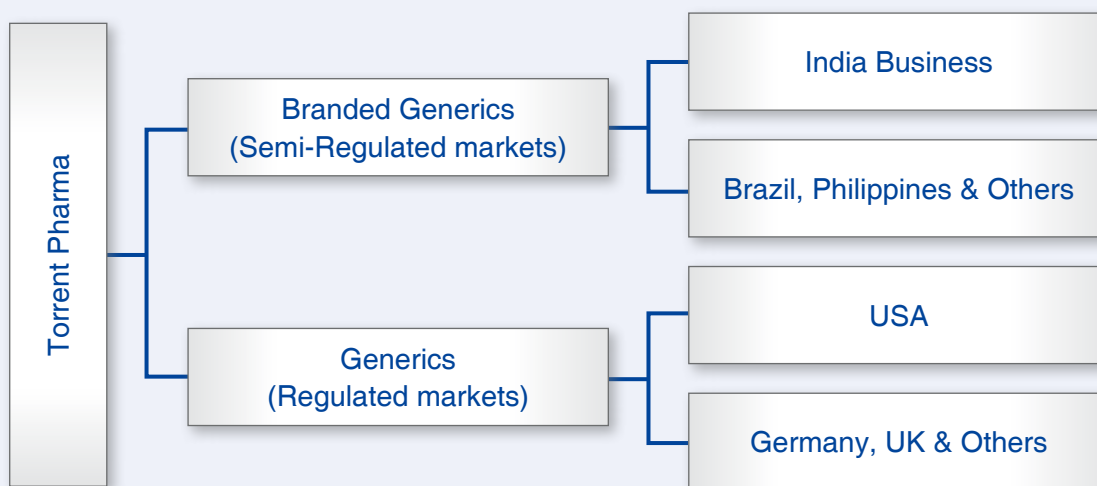 Torrent Pharma
Branded Generics
(Semi-Regulated markets)
India Business
Brazil, Philippines & Others
Generics
(Regulated markets)
USA
Germany, UK & Others